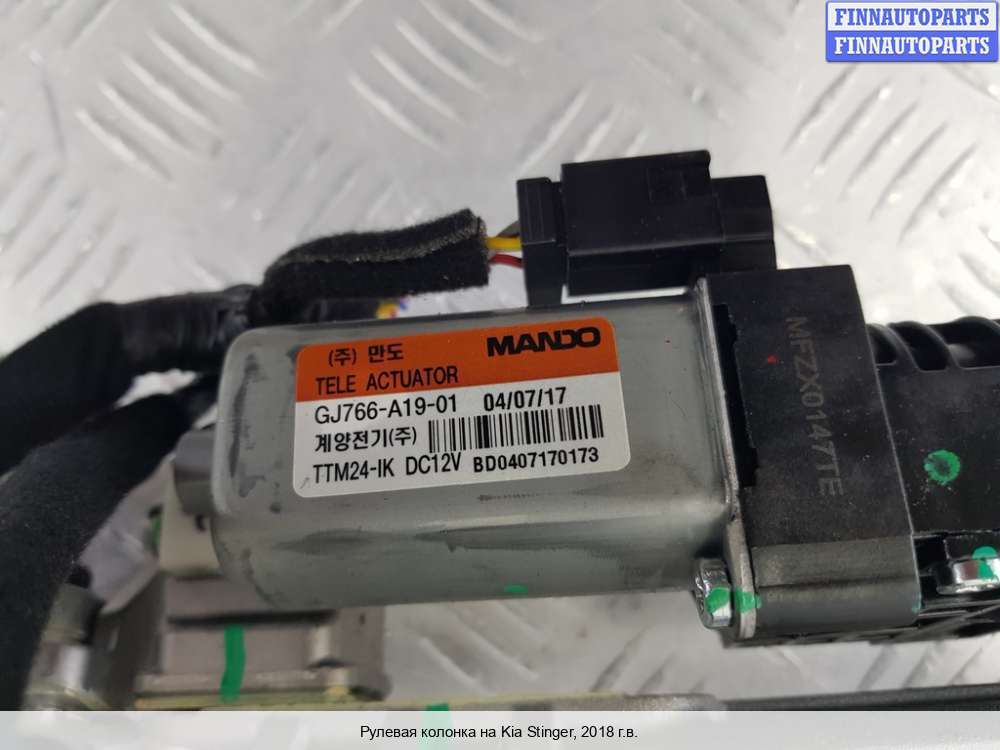 FINNAUTOPARTS
FINNAUTOPARTS
(주) 만도 MANDO
TELE ACTUATOR
GJ766-A19-01 04/07/17
계양전기(주)
TTM24-IK DC12V BD0407170173
MFZX01147TE
Рулевая колонка на Kia Stinger, 2018 г.в.